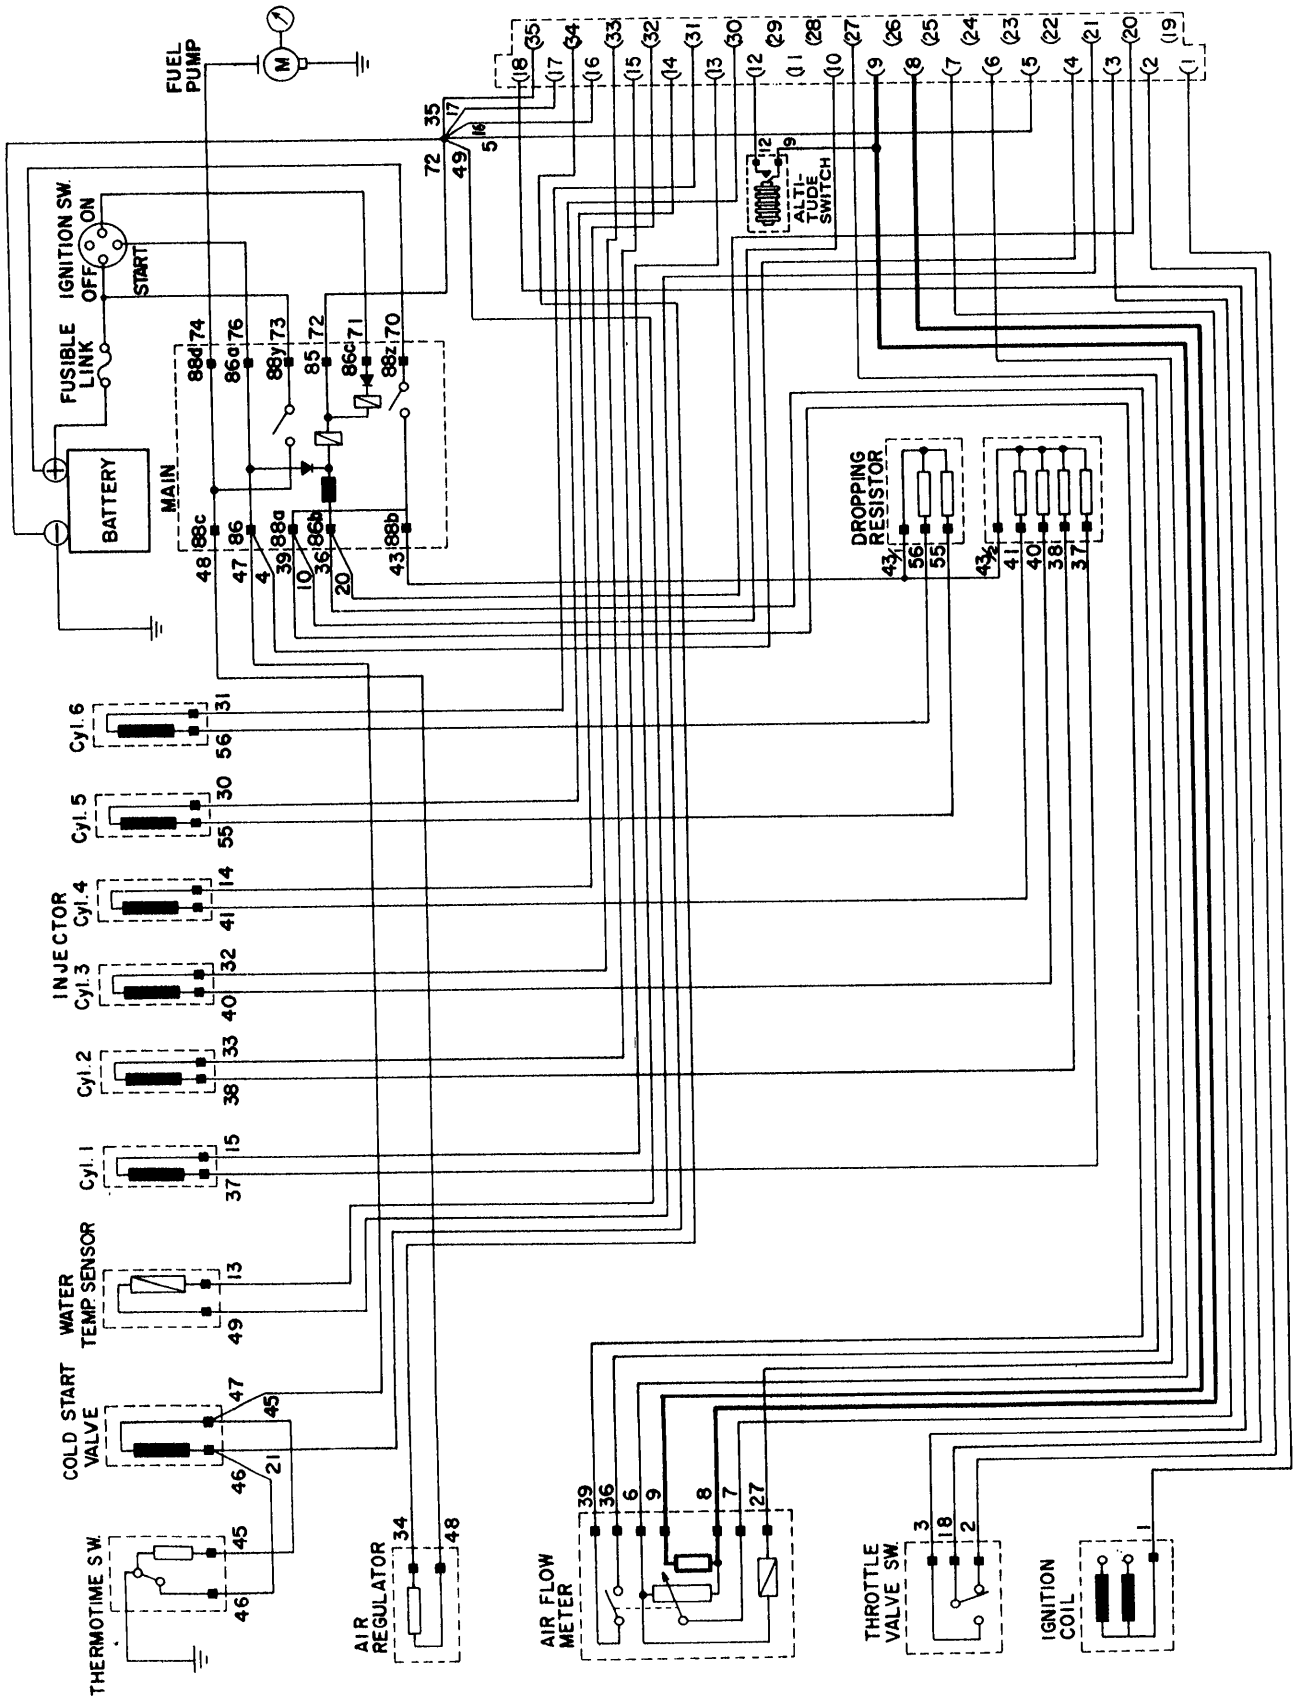 FUEL
PUMP
M
IGNITION SW.
OFF
ON
START
FUSIBLE
LINK
BATTERY
MAIN
88d 74
86a 76
88y 73
85 72
86c 71
88z 70
88c
86
88a
86b
88b
48
47
4
39
10
36
20
43
35
17
16
5
72
49
(18
(17
(16
(15
(14
(13
(12
(11
(10
(9
(8
(7
(6
(5
(4
(3
(2
(1
(35
(34
(33
(32
(31
(30
(29
(28
(27
(26
(25
(24
(23
(22
(21
(20
(19
12
9
ALTI-
TUDE
SWITCH
DROPPING
RESISTOR
43/1
56
55
43/2
41
40
38
37
INJECTOR
Cyl. 6
31
56
Cyl. 5
30
55
Cyl. 4
14
41
Cyl. 3
32
40
Cyl. 2
33
38
Cyl. 1
15
37
WATER
TEMP. SENSOR
13
49
COLD START
VALVE
47
45
46
21
THERMOTIME SW.
45
46
AIR
REGULATOR
34
48
AIR FLOW
METER
39
36
6
9
8
7
27
THROTTLE
VALVE SW.
3
18
2
IGNITION
COIL
1